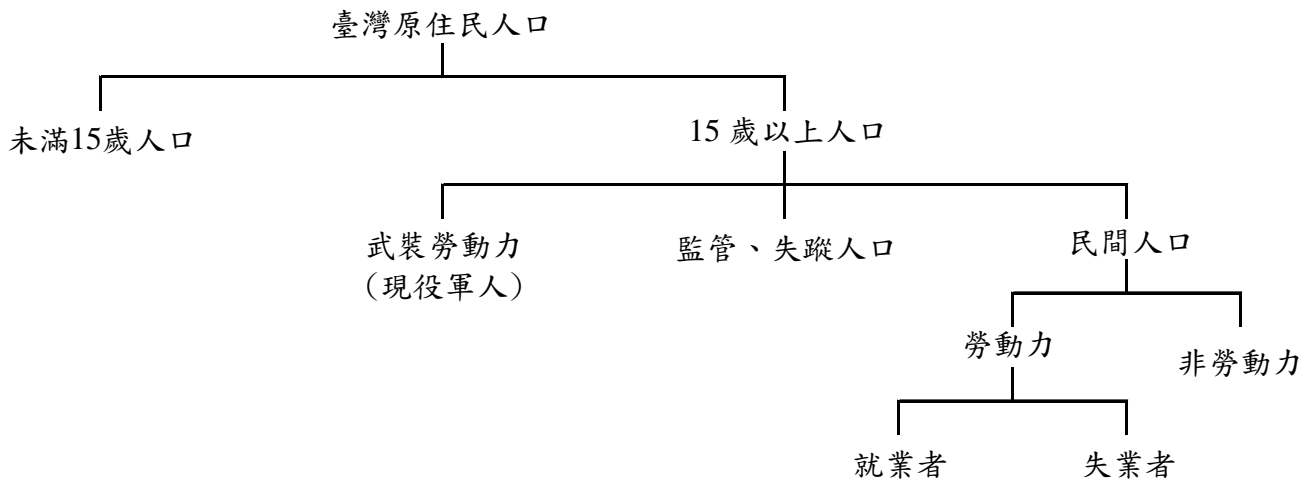 臺灣原住民人口
未滿15歲人口
15 歲以上人口
武裝勞動力
（現役軍人）
監管、失蹤人口
民間人口
勞動力
非勞動力
就業者
失業者